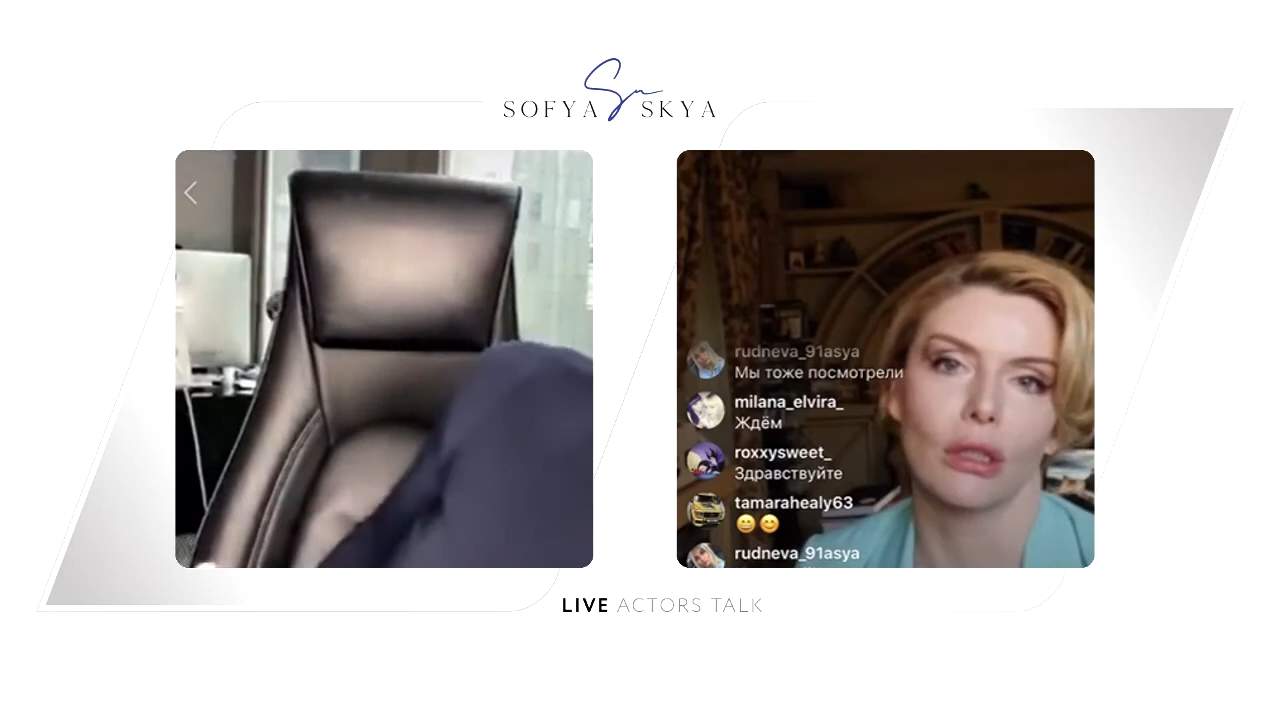 SOFYA SKYA
rudneva_91asya
Мы тоже посмотрели
milana_elvira_
Ждём
roxxysweet_
Здравствуйте
tamarahealy63
😄😊
rudneva_91asya
LIVE ACTORS TALK